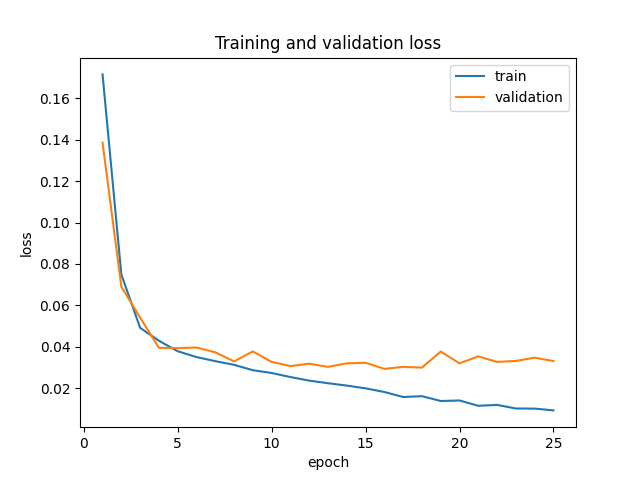 Training and validation loss
train
validation
0.16
0.14
0.12
0.10
0.08
0.06
0.04
0.02
loss
0 5 10 15 20 25
epoch